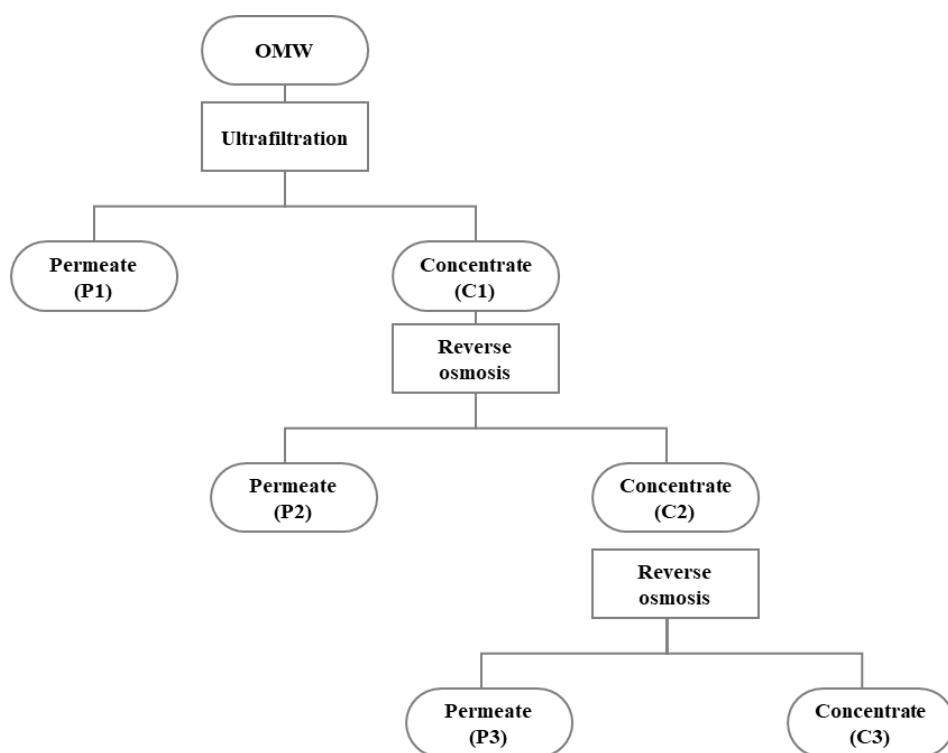 OMW
Ultrafiltration
Permeate
(P1)
Concentrate
(C1)
Reverse
osmosis
Permeate
(P2)
Concentrate
(C2)
Reverse
osmosis
Permeate
(P3)
Concentrate
(C3)